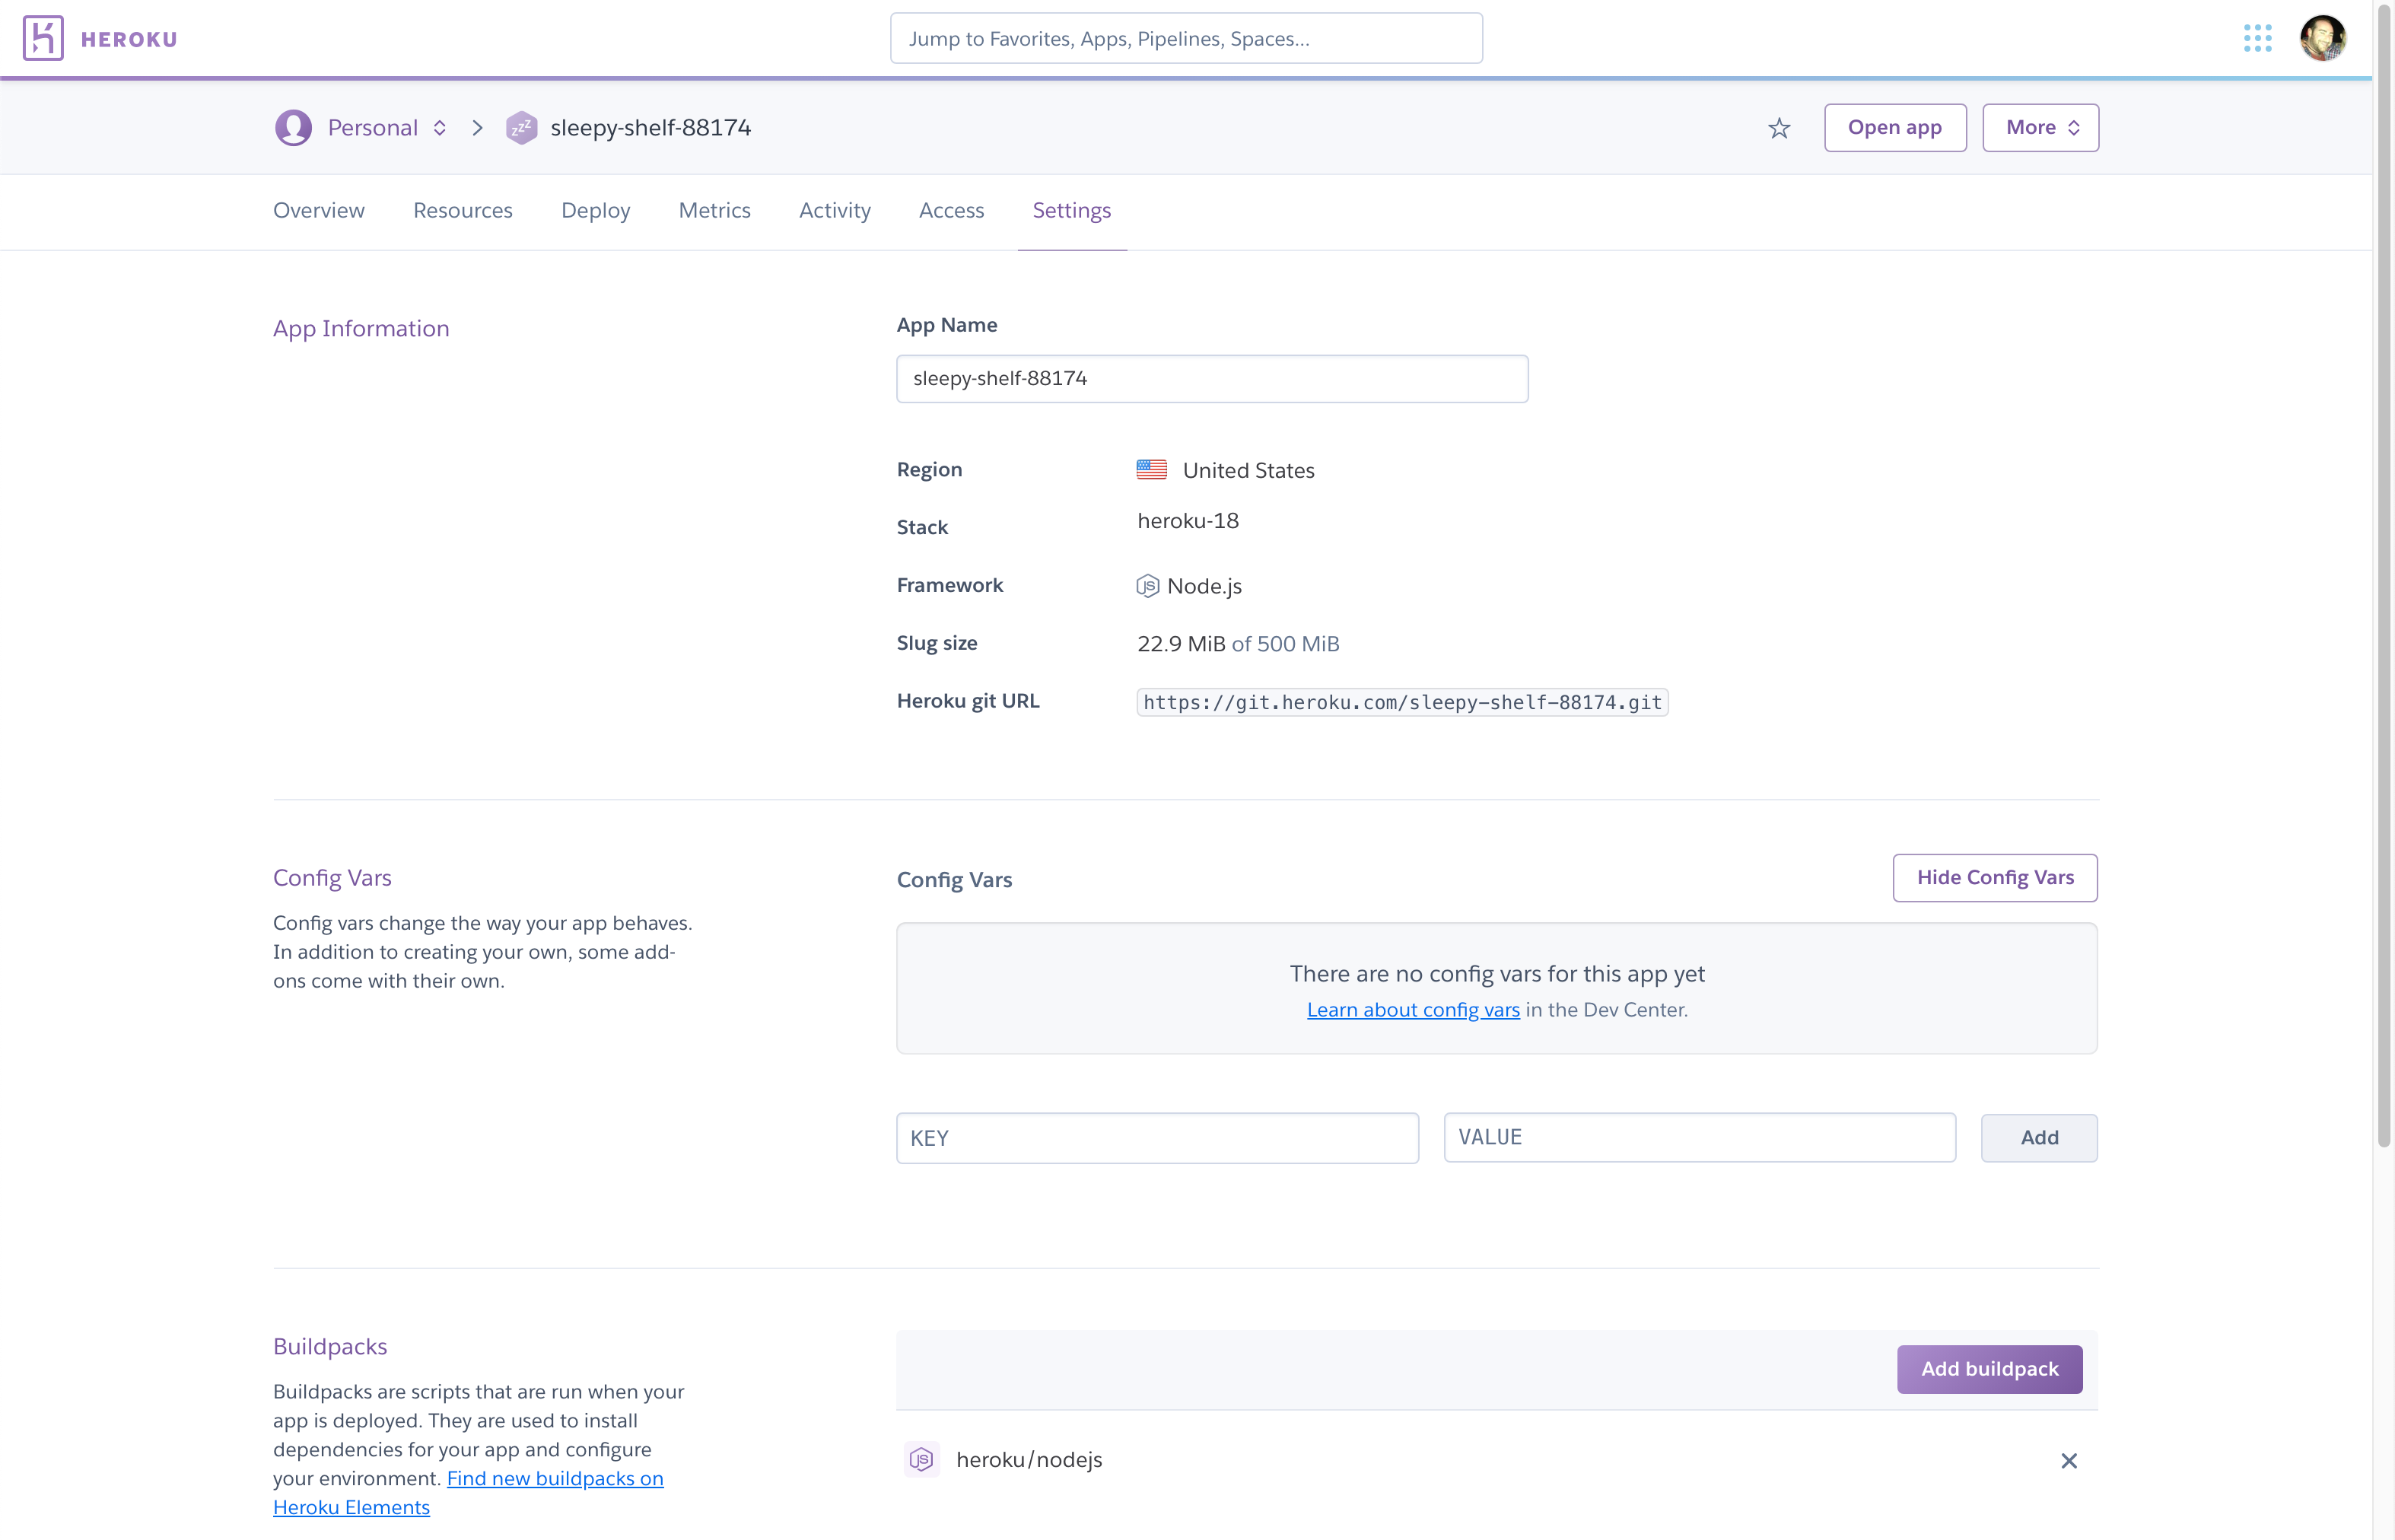 HEROKU
Jump to Favorites, Apps, Pipelines, Spaces...
Personal
zzZ
sleepy-shelf-88174
Open app
More
Overview
Resources
Deploy
Metrics
Activity
Access
Settings
App Information
App Name
sleepy-shelf-88174
Region
United States
Stack
heroku-18
Framework
JS
Node.js
Slug size
22.9 MiB of 500 MiB
Heroku git URL
https://git.heroku.com/sleepy-shelf-88174.git
Config Vars
Config vars change the way your app behaves.
In addition to creating your own, some add-
ons come with their own.
Config Vars
Hide Config Vars
There are no config vars for this app yet
Learn about config vars in the Dev Center.
KEY
VALUE
Add
Buildpacks
Buildpacks are scripts that are run when your
app is deployed. They are used to install
dependencies for your app and configure
your environment. Find new buildpacks on
Heroku Elements
Add buildpack
JS
heroku/nodejs